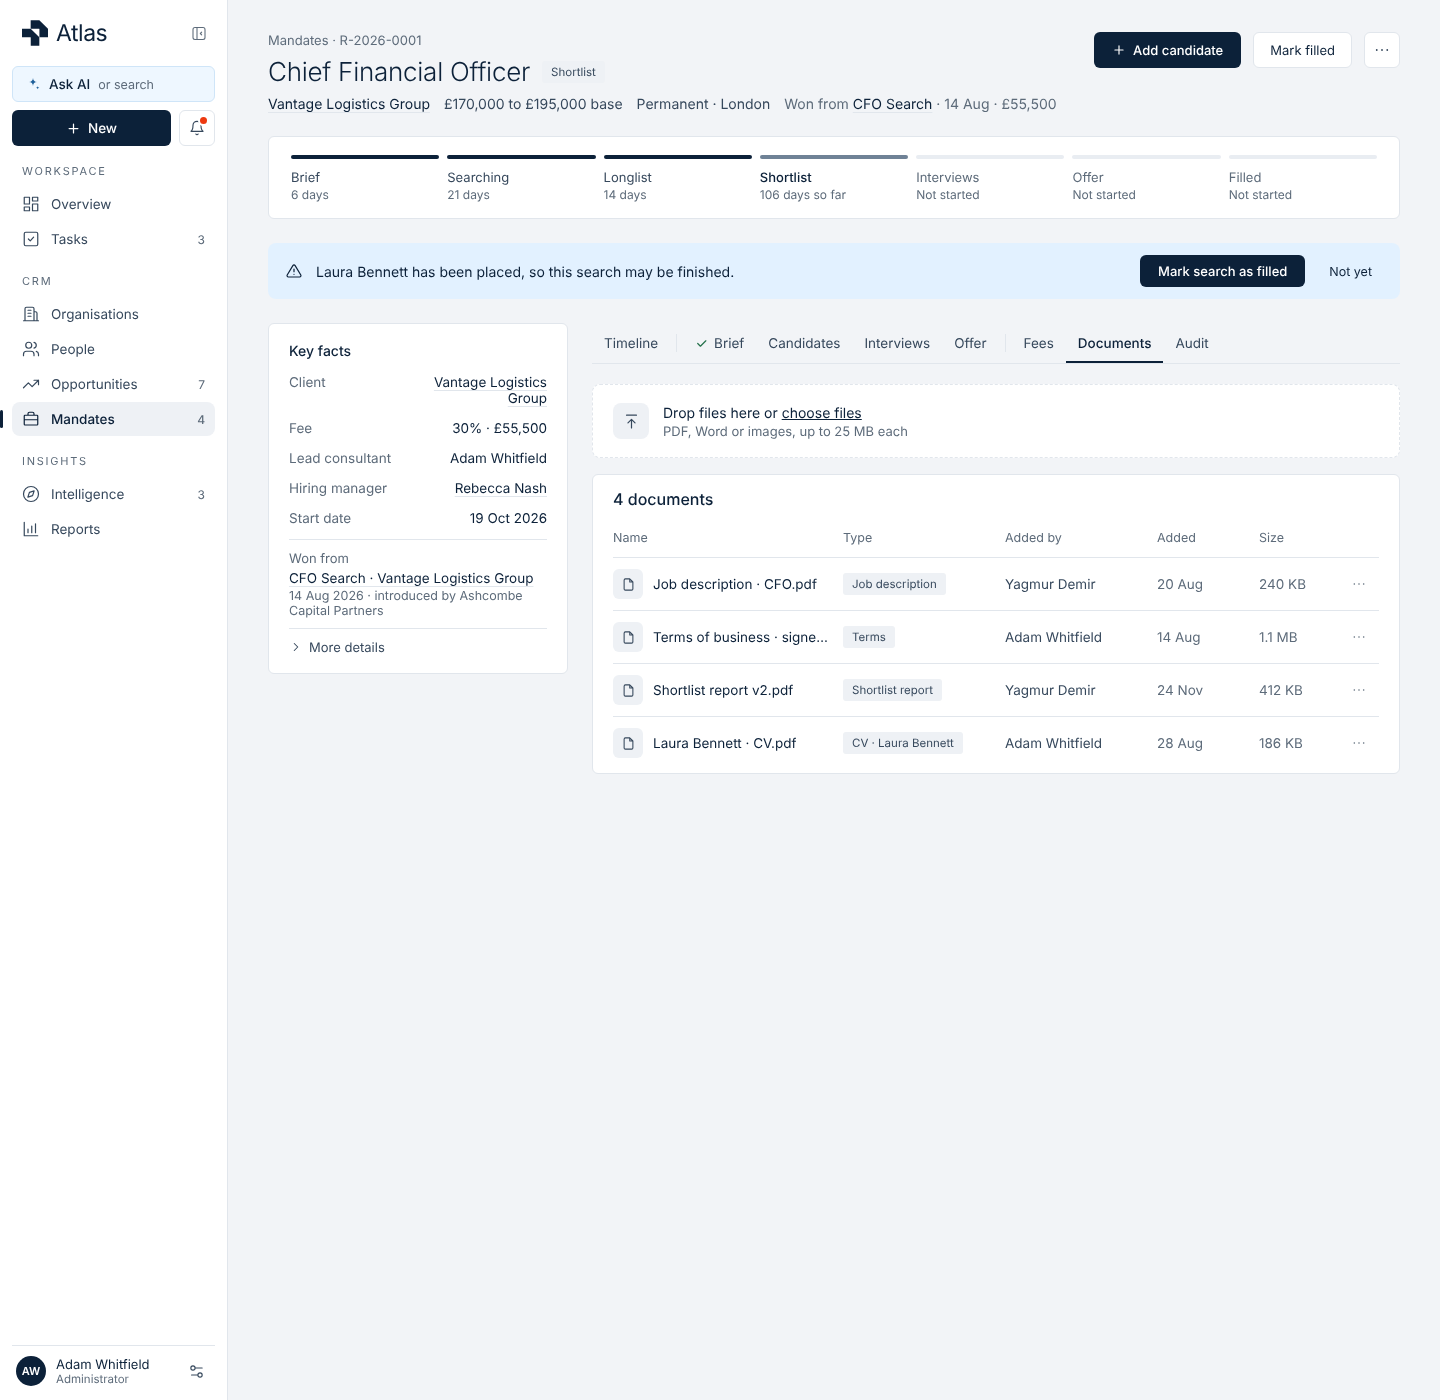 Atlas
Ask AI or search
New
WORKSPACE
Overview
Tasks 3
CRM
Organisations
People
Opportunities 7
Mandates 4
INSIGHTS
Intelligence 3
Reports
AW
Adam Whitfield
Administrator
Mandates · R-2026-0001
Chief Financial Officer Shortlist
Vantage Logistics Group £170,000 to £195,000 base Permanent · London Won from CFO Search · 14 Aug · £55,500
Add candidate
Mark filled
Brief
6 days
Searching
21 days
Longlist
14 days
Shortlist
106 days so far
Interviews
Not started
Offer
Not started
Filled
Not started
Laura Bennett has been placed, so this search may be finished.
Mark search as filled
Not yet
Key facts
Client Vantage Logistics
Group
Fee 30% · £55,500
Lead consultant Adam Whitfield
Hiring manager Rebecca Nash
Start date 19 Oct 2026
Won from
CFO Search · Vantage Logistics Group
14 Aug 2026 · introduced by Ashcombe
Capital Partners
More details
Timeline Brief Candidates Interviews Offer Fees Documents Audit
Drop files here or choose files
PDF, Word or images, up to 25 MB each
4 documents
Name Type Added by Added Size
Job description · CFO.pdf Job description Yagmur Demir 20 Aug 240 KB
Terms of business · signe... Terms Adam Whitfield 14 Aug 1.1 MB
Shortlist report v2.pdf Shortlist report Yagmur Demir 24 Nov 412 KB
Laura Bennett · CV.pdf CV · Laura Bennett Adam Whitfield 28 Aug 186 KB